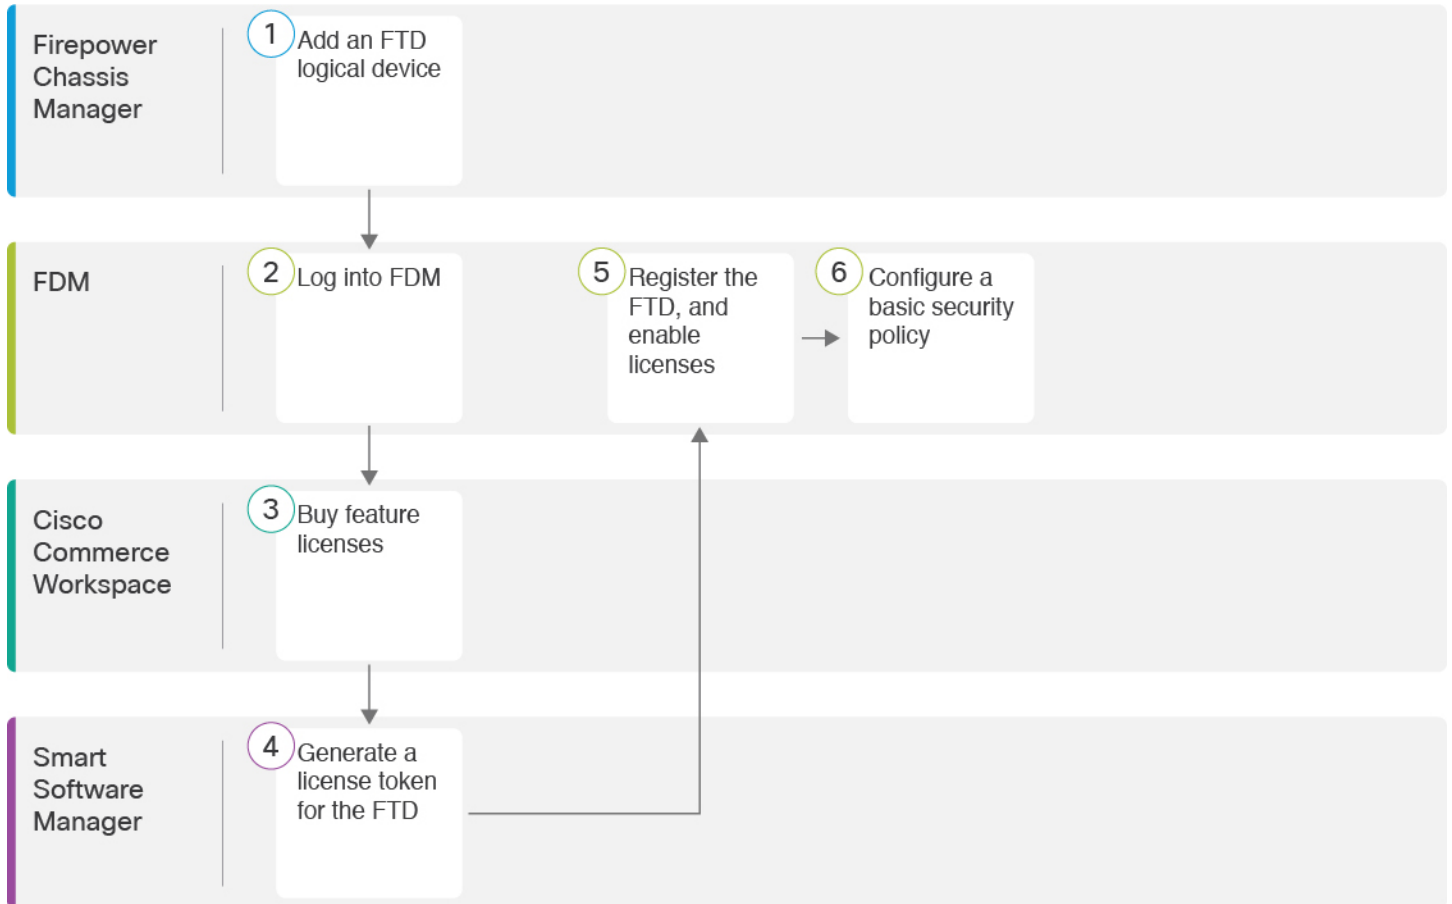 Firepower
Chassis
Manager
1
Add an FTD
logical device
FDM
2
Log into FDM
5
Register the
FTD, and
enable
licenses
6
Configure a
basic security
policy
Cisco
Commerce
Workspace
3
Buy feature
licenses
Smart
Software
Manager
4
Generate a
license token
for the FTD